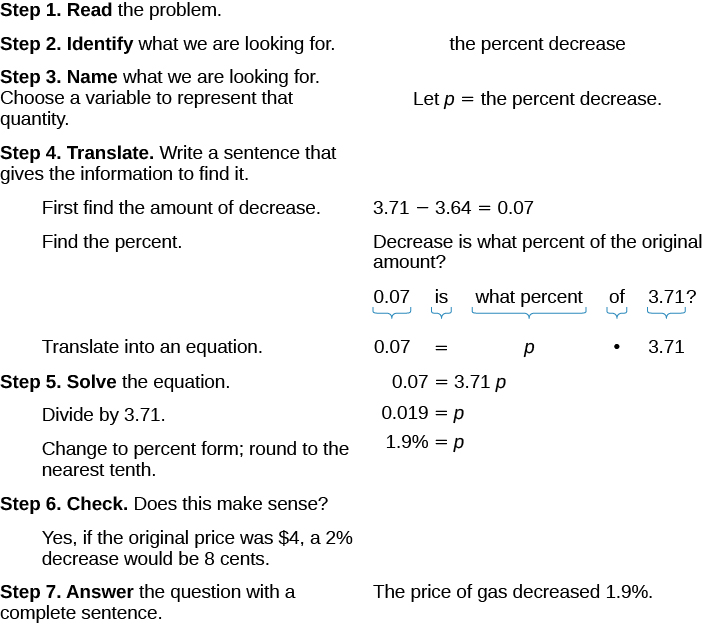 Step 1. Read the problem.
Step 2. Identify what we are looking for. the percent decrease
Step 3. Name what we are looking for.
Choose a variable to represent that
quantity.
Let p = the percent decrease.
Step 4. Translate. Write a sentence that
gives the information to find it.
First find the amount of decrease. 3.71 − 3.64 = 0.07
Find the percent. Decrease is what percent of the original
amount?
0.07 is what percent of 3.71?
Translate into an equation. 0.07 = p • 3.71
Step 5. Solve the equation. 0.07 = 3.71 p
Divide by 3.71. 0.019 = p
Change to percent form; round to the
nearest tenth.
1.9% = p
Step 6. Check. Does this make sense?
Yes, if the original price was $4, a 2%
decrease would be 8 cents.
Step 7. Answer the question with a
complete sentence.
The price of gas decreased 1.9%.